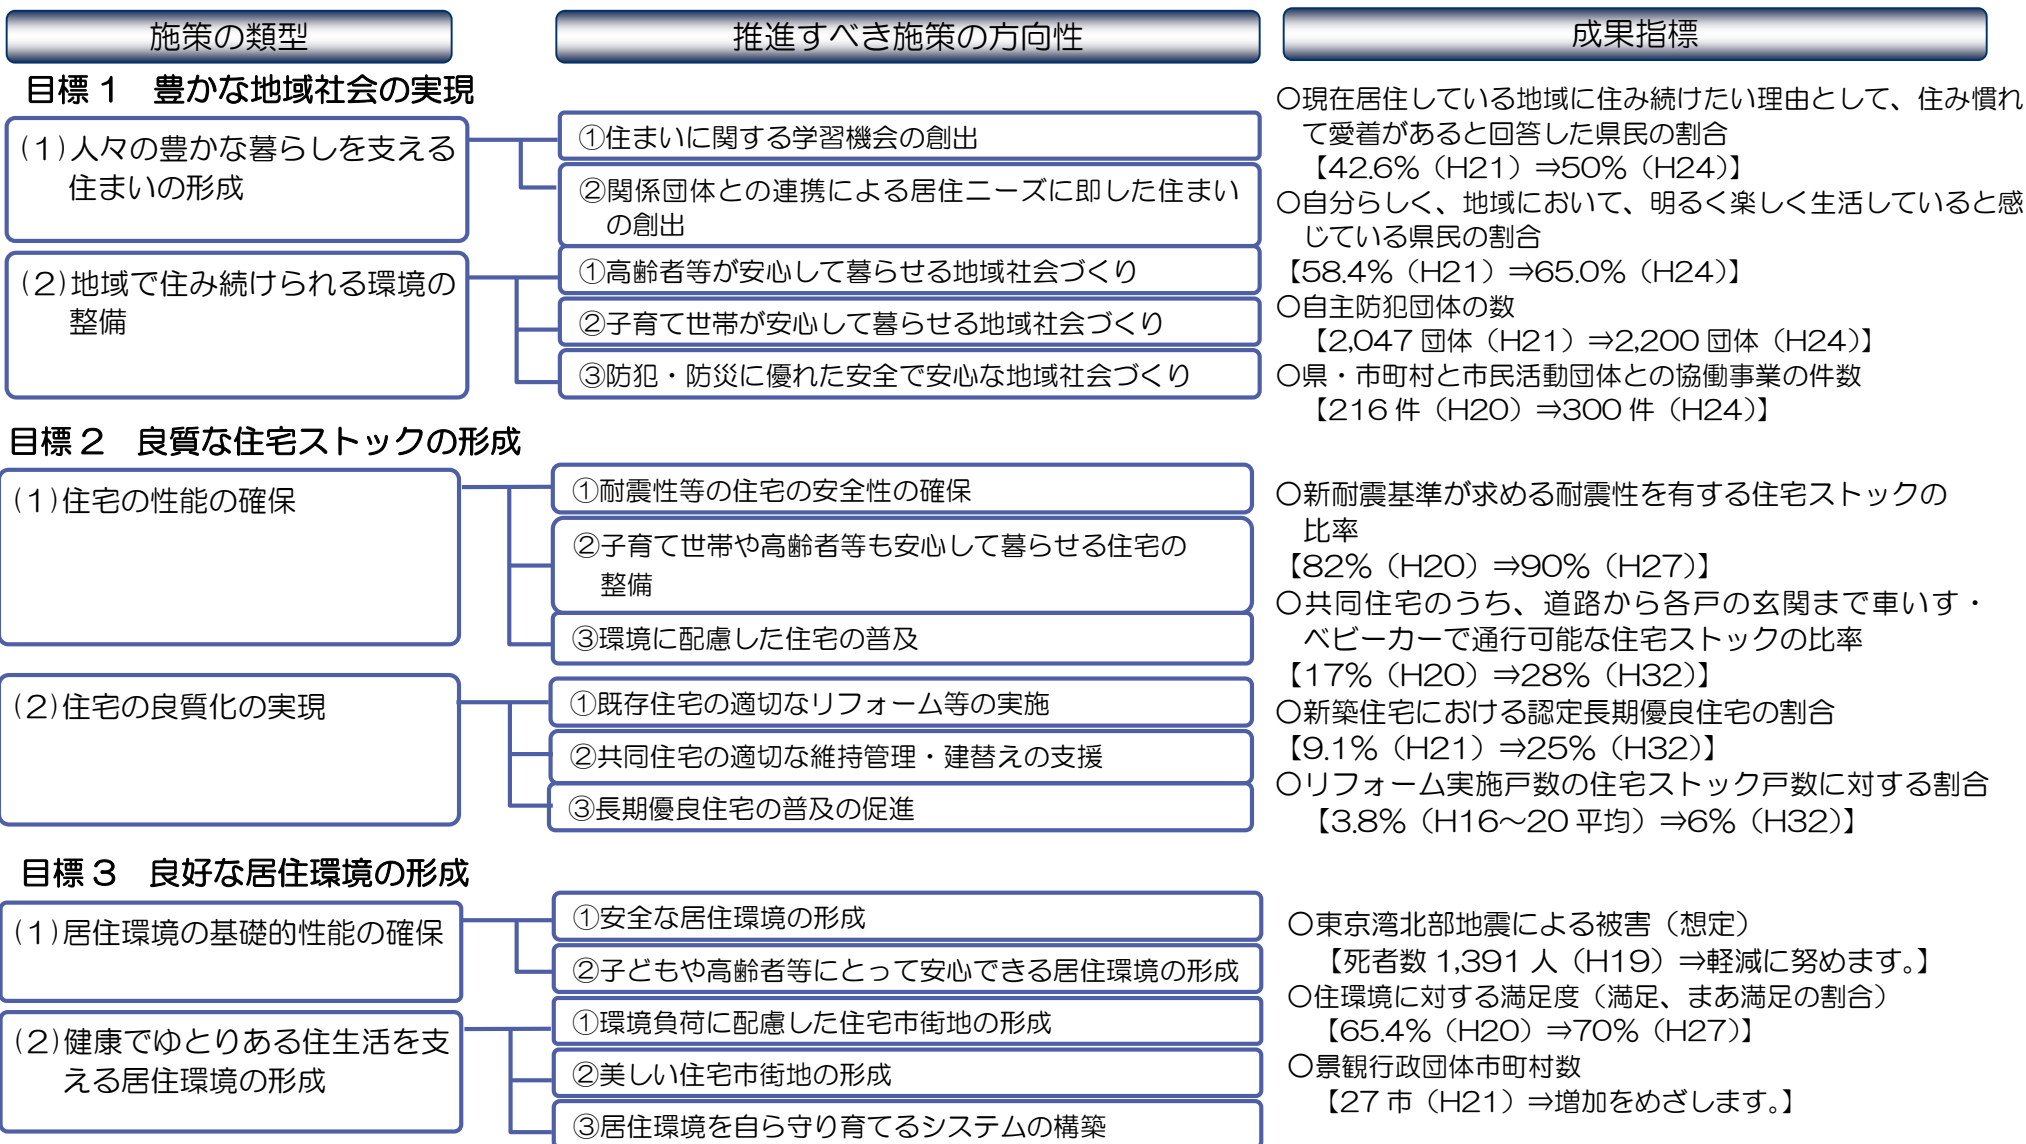 施策の類型
推進すべき施策の方向性
成果指標
目標1 豊かな地域社会の実現
(1)人々の豊かな暮らしを支える
住まいの形成
①住まいに関する学習機会の創出
②関係団体との連携による居住ニーズに即した住まい
の創出
(2)地域で住み続けられる環境の
整備
①高齢者等が安心して暮らせる地域社会づくり
②子育て世帯が安心して暮らせる地域社会づくり
③防犯・防災に優れた安全で安心な地域社会づくり
○現在居住している地域に住み続けたい理由として、住み慣れ
て愛着があると回答した県民の割合
【42.6%（H21）⇒50%（H24）】
○自分らしく、地域において、明るく楽しく生活していると感
じている県民の割合
【58.4%（H21）⇒65.0%（H24）】
○自主防犯団体の数
【2,047団体（H21）⇒2,200団体（H24）】
○県・市町村と市民活動団体との協働事業の件数
【216件（H20）⇒300件（H24）】
目標2 良質な住宅ストックの形成
(1)住宅の性能の確保
①耐震性等の住宅の安全性の確保
②子育て世帯や高齢者等も安心して暮らせる住宅の
整備
③環境に配慮した住宅の普及
(2)住宅の良質化の実現
①既存住宅の適切なリフォーム等の実施
②共同住宅の適切な維持管理・建替えの支援
③長期優良住宅の普及の促進
○新耐震基準が求める耐震性を有する住宅ストックの
比率
【82%（H20）⇒90%（H27）】
○共同住宅のうち、道路から各戸の玄関まで車いす・
ベビーカーで通行可能な住宅ストックの比率
【17%（H20）⇒28%（H32）】
○新築住宅における認定長期優良住宅の割合
【9.1%（H21）⇒25%（H32）】
○リフォーム実施戸数の住宅ストック戸数に対する割合
【3.8%（H16～20平均）⇒6%（H32）】
目標3 良好な居住環境の形成
(1)居住環境の基礎的性能の確保
①安全な居住環境の形成
②子どもや高齢者等にとって安心できる居住環境の形成
(2)健康でゆとりある住生活を支
える居住環境の形成
①環境負荷に配慮した住宅市街地の形成
②美しい住宅市街地の形成
③居住環境を自ら守り育てるシステムの構築
○東京湾北部地震による被害（想定）
【死者数1,391人（H19）⇒軽減に努めます。】
○住環境に対する満足度（満足、まあ満足の割合）
【65.4%（H20）⇒70%（H27）】
○景観行政団体市町村数
【27市（H21）⇒増加をめざします。】